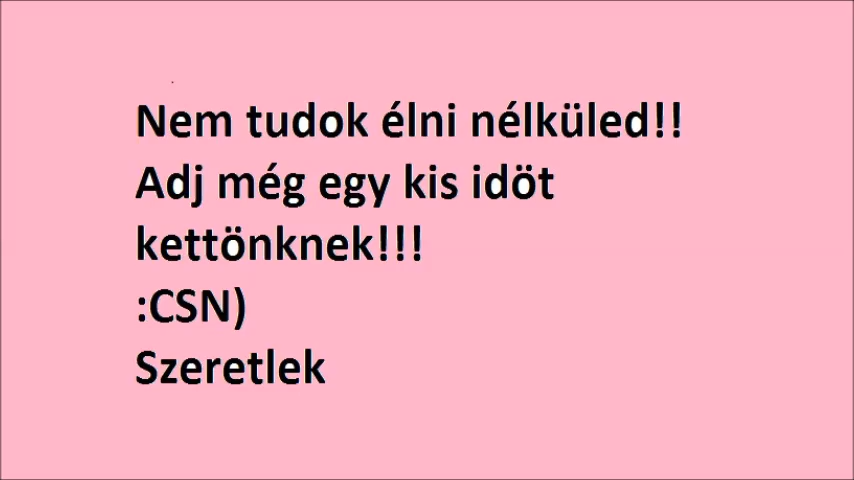 Nem tudok élni nélküled!!
Adj még egy kis idöt
kettönknek!!!
:CSN)
Szeretlek